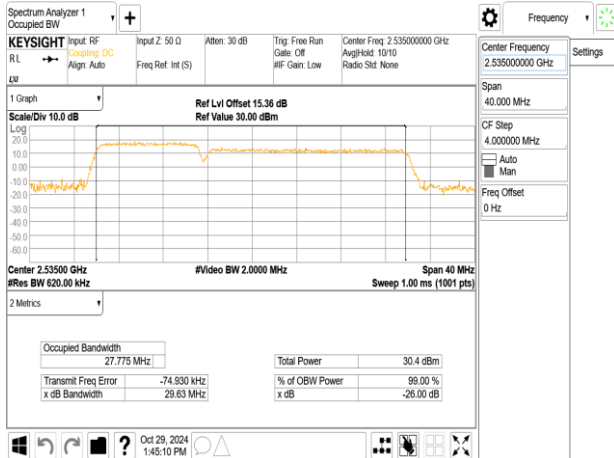 Spectrum Analyzer 1
Occupied BW
KEYSIGHT
R L
Input: RF
Coupling: DC
Align: Auto
Input Z: 50 Ω
Freq Ref: Int (S)
Atten: 30 dB
Trig: Free Run
Gate: Off
#IF Gain: Low
Center Freq: 2.535000000 GHz
Avg|Hold: 10/10
Radio Std: None
Frequency
Center Frequency
2.535000000 GHz
Settings
Span
40.000 MHz
CF Step
4.000000 MHz
Auto
Man
Freq Offset
0 Hz
1 Graph
Scale/Div 10.0 dB
Ref Lvl Offset 15.36 dB
Ref Value 30.00 dBm
Log
20.0
10.0
0.00
-10.0
-20.0
-30.0
-40.0
-50.0
-60.0
Center 2.53500 GHz
#Video BW 2.0000 MHz
Span 40 MHz
#Res BW 620.00 kHz
Sweep 1.00 ms (1001 pts)
2 Metrics
Occupied Bandwidth
27.775 MHz
Total Power 30.4 dBm
Transmit Freq Error -74.930 kHz
% of OBW Power 99.00 %
x dB Bandwidth 29.63 MHz
x dB -26.00 dB
?
Oct 29, 2024
1:45:10 PM